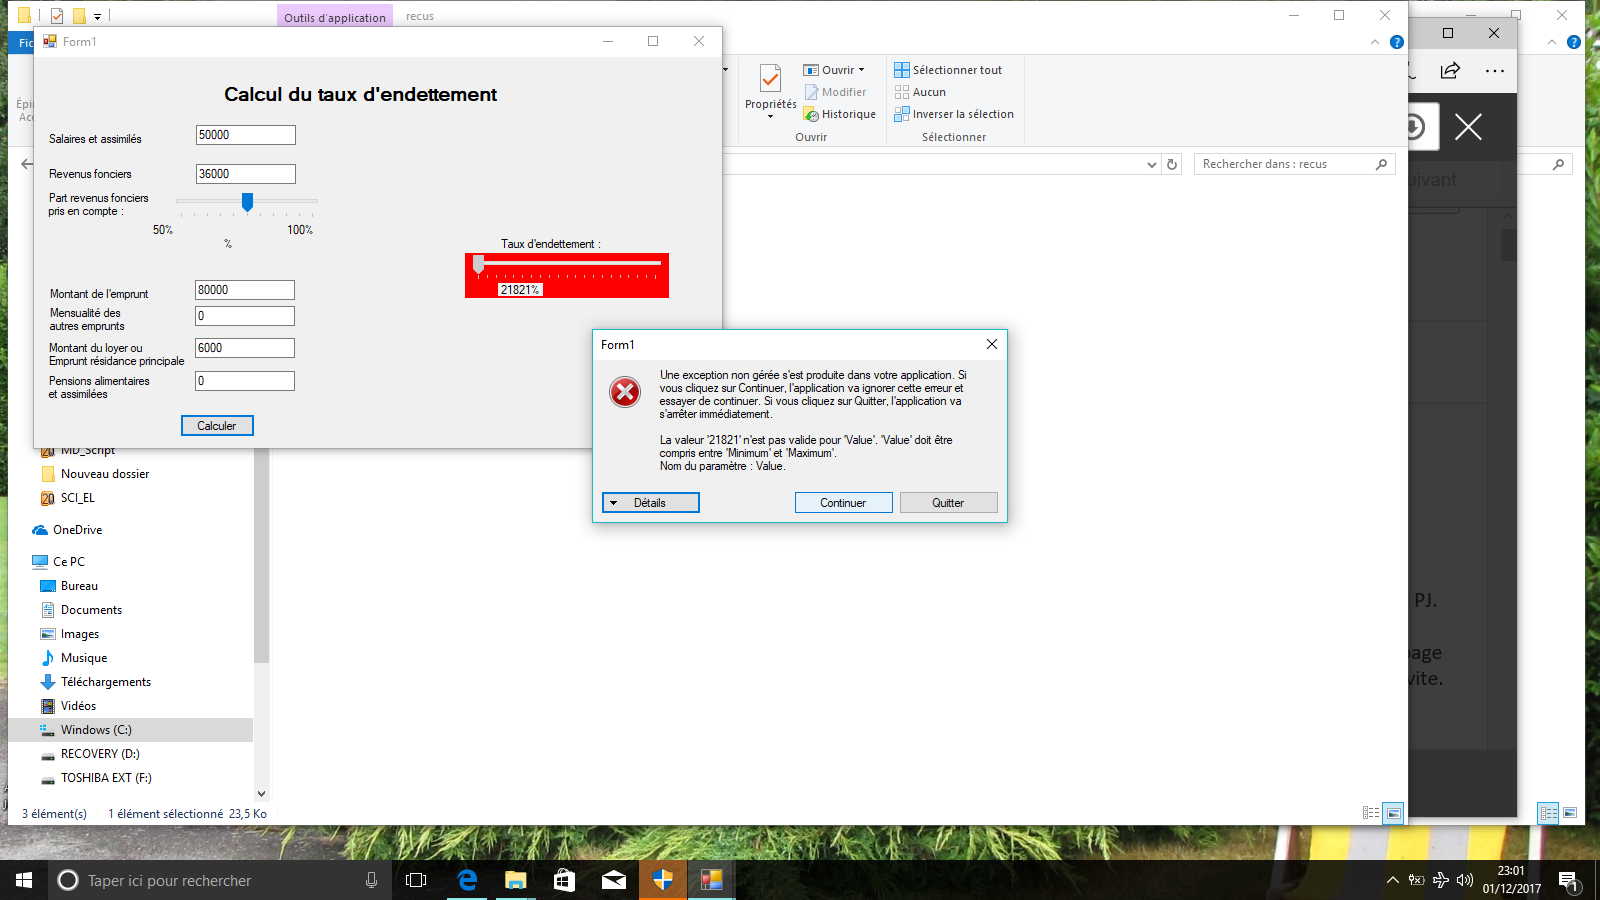 Outils d'application
recus
Fic
Form1
Calcul du taux d'endettement
Salaires et assimilés
50000
Revenus fonciers
36000
Part revenus fonciers
pris en compte :
50%
100%
%
Taux d'endettement :
21821%
Montant de l'emprunt
80000
Mensualité des
autres emprunts
0
Montant du loyer ou
Emprunt résidance principale
6000
Pensions alimentaires
et assimilées
0
Calculer
Propriétés
Ouvrir
Modifier
Historique
Ouvrir
Sélectionner tout
Aucun
Inverser la sélection
Sélectionner
Rechercher dans : recus
uivant
Form1
Une exception non gérée s'est produite dans votre application. Si
vous cliquez sur Continuer, l'application va ignorer cette erreur et
essayer de continuer. Si vous cliquez sur Quitter, l'application va
s'arrêter immédiatement.
La valeur '21821' n'est pas valide pour 'Value'. 'Value' doit être
compris entre 'Minimum' et 'Maximum'.
Nom du paramètre : Value.
Détails
Continuer
Quitter
MD_Script
Nouveau dossier
SCI_EL
OneDrive
Ce PC
Bureau
Documents
Images
Musique
Téléchargements
Vidéos
Windows (C:)
RECOVERY (D:)
TOSHIBA EXT (F:)
PJ.
page
vite.
3 élément(s)
1 élément sélectionné 23,5 Ko
Taper ici pour rechercher
23:01
01/12/2017
1